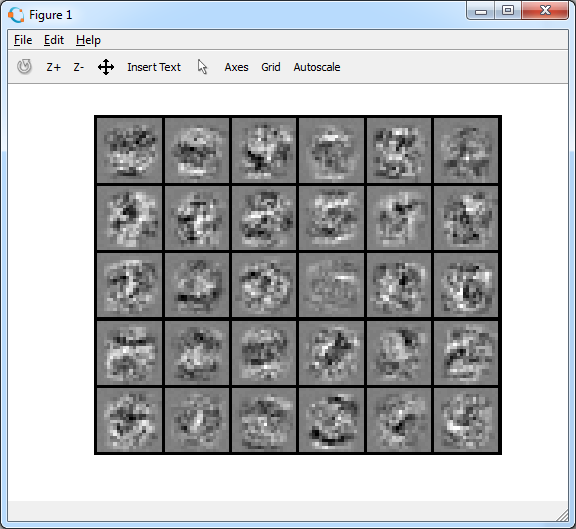 Figure 1
File Edit Help
Z+ Z- Insert Text Axes Grid Autoscale